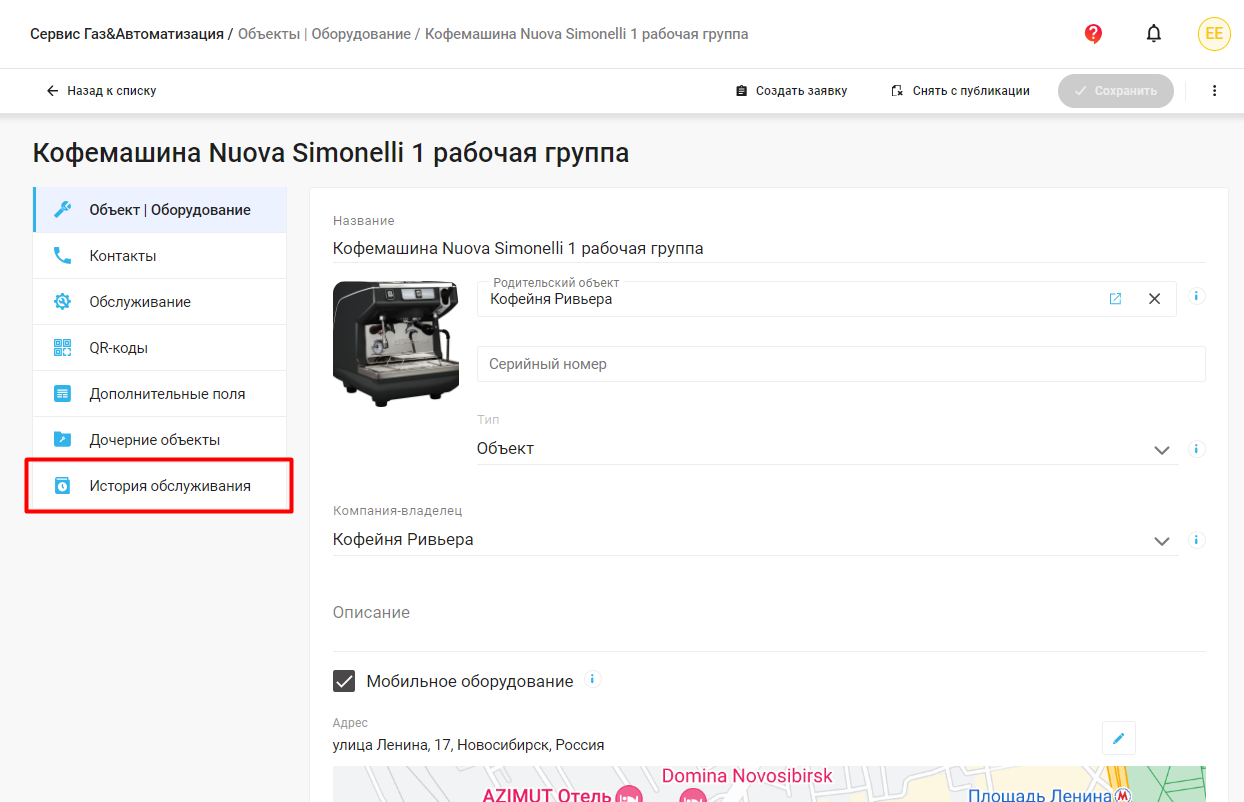 Сервис Газ&Автоматизация / Объекты | Оборудование / Кофемашина Nuova Simonelli 1 рабочая группа
EE
Назад к списку
Создать заявку
Снять с публикации
Сохранить
Кофемашина Nuova Simonelli 1 рабочая группа
Объект | Оборудование
Контакты
Обслуживание
QR-коды
Дополнительные поля
Дочерние объекты
История обслуживания
Название
Кофемашина Nuova Simonelli 1 рабочая группа
Родительский объект
Кофейня Ривьера
Серийный номер
Тип
Объект
Компания-владелец
Кофейня Ривьера
Описание
Мобильное оборудование
Адрес
улица Ленина, 17, Новосибирск, Россия
Domina Novosibirsk
AZIMUT Отель
Площадь Ленина